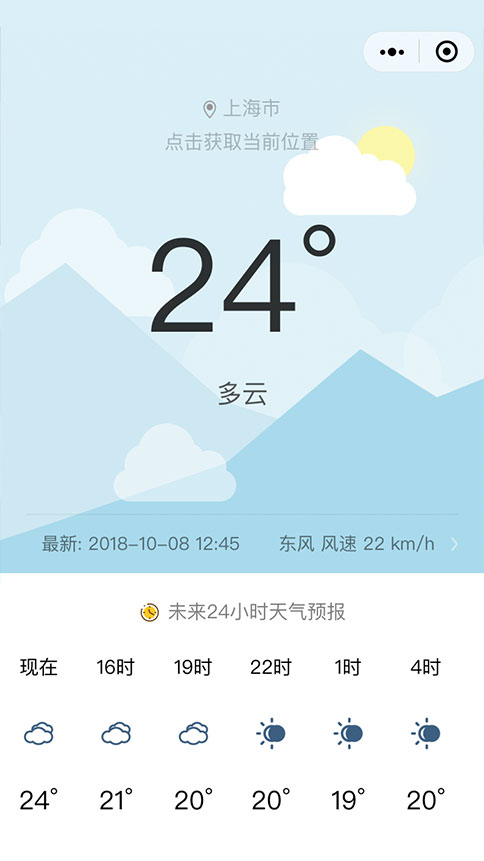 上海市
点击获取当前位置
24°
多云
最新: 2018-10-08 12:45 东风 风速 22 km/h
未来24小时天气预报
现在 16时 19时 22时 1时 4时
24° 21° 20° 20° 19° 20°